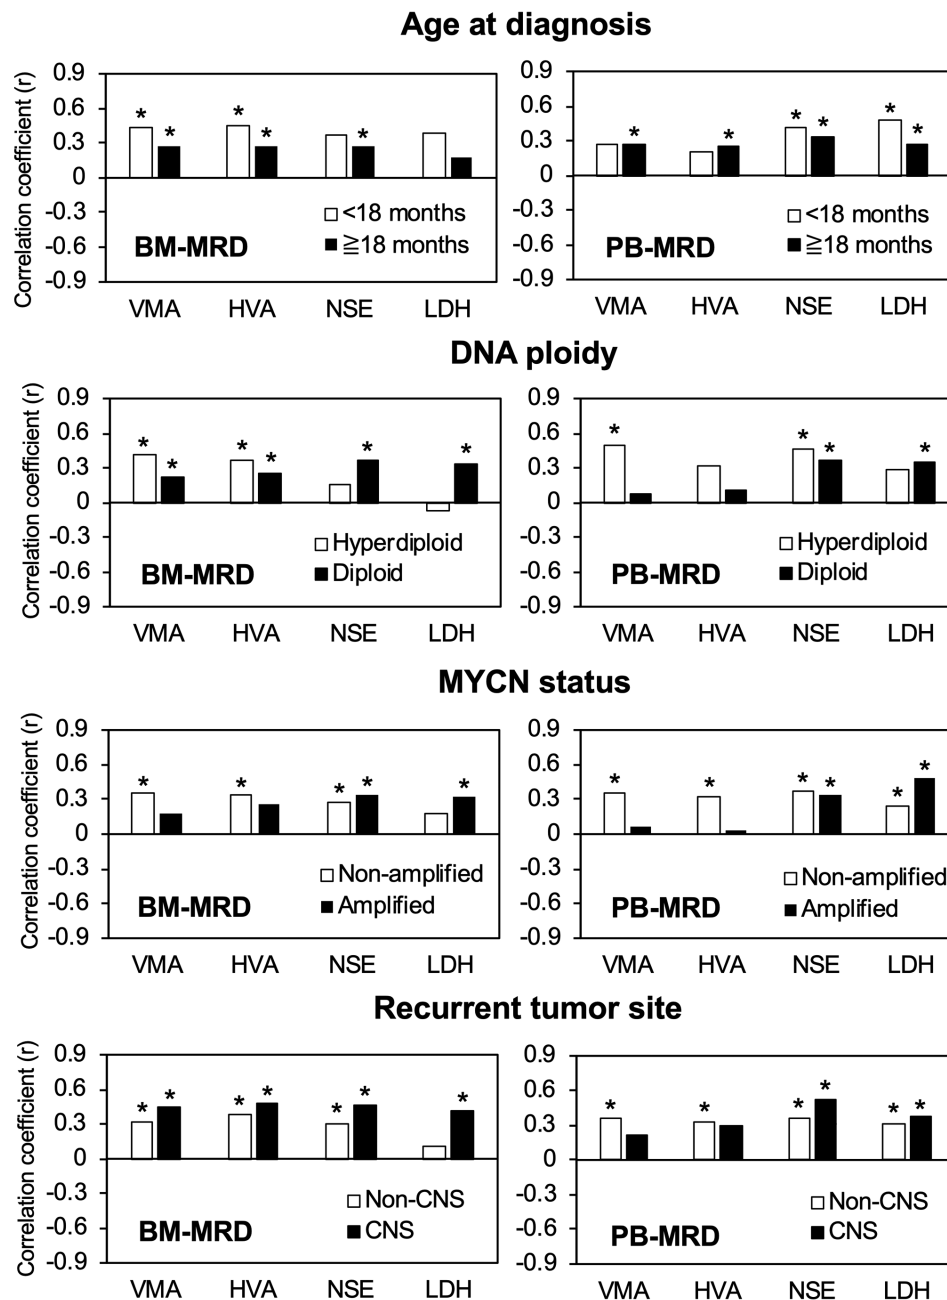 Age at diagnosis
Correlation coefficient (r)
0.9
0.6
0.3
0
-0.3
-0.6
-0.9
* * * * *
<18 months
≧18 months
BM-MRD
VMA HVA NSE LDH
0.9
0.6
0.3
0
-0.3
-0.6
-0.9
* * * * * *
<18 months
≧18 months
PB-MRD
VMA HVA NSE LDH
DNA ploidy
Correlation coefficient (r)
0.9
0.6
0.3
0
-0.3
-0.6
-0.9
* * * * * *
Hyperdiploid
Diploid
BM-MRD
VMA HVA NSE LDH
0.9
0.6
0.3
0
-0.3
-0.6
-0.9
* * * *
Hyperdiploid
Diploid
PB-MRD
VMA HVA NSE LDH
MYCN status
Correlation coefficient (r)
0.9
0.6
0.3
0
-0.3
-0.6
-0.9
* * * * *
Non-amplified
Amplified
BM-MRD
VMA HVA NSE LDH
0.9
0.6
0.3
0
-0.3
-0.6
-0.9
* * * * * *
Non-amplified
Amplified
PB-MRD
VMA HVA NSE LDH
Recurrent tumor site
Correlation coefficient (r)
0.9
0.6
0.3
0
-0.3
-0.6
-0.9
* * * * * * *
Non-CNS
CNS
BM-MRD
VMA HVA NSE LDH
0.9
0.6
0.3
0
-0.3
-0.6
-0.9
* * * * * *
Non-CNS
CNS
PB-MRD
VMA HVA NSE LDH